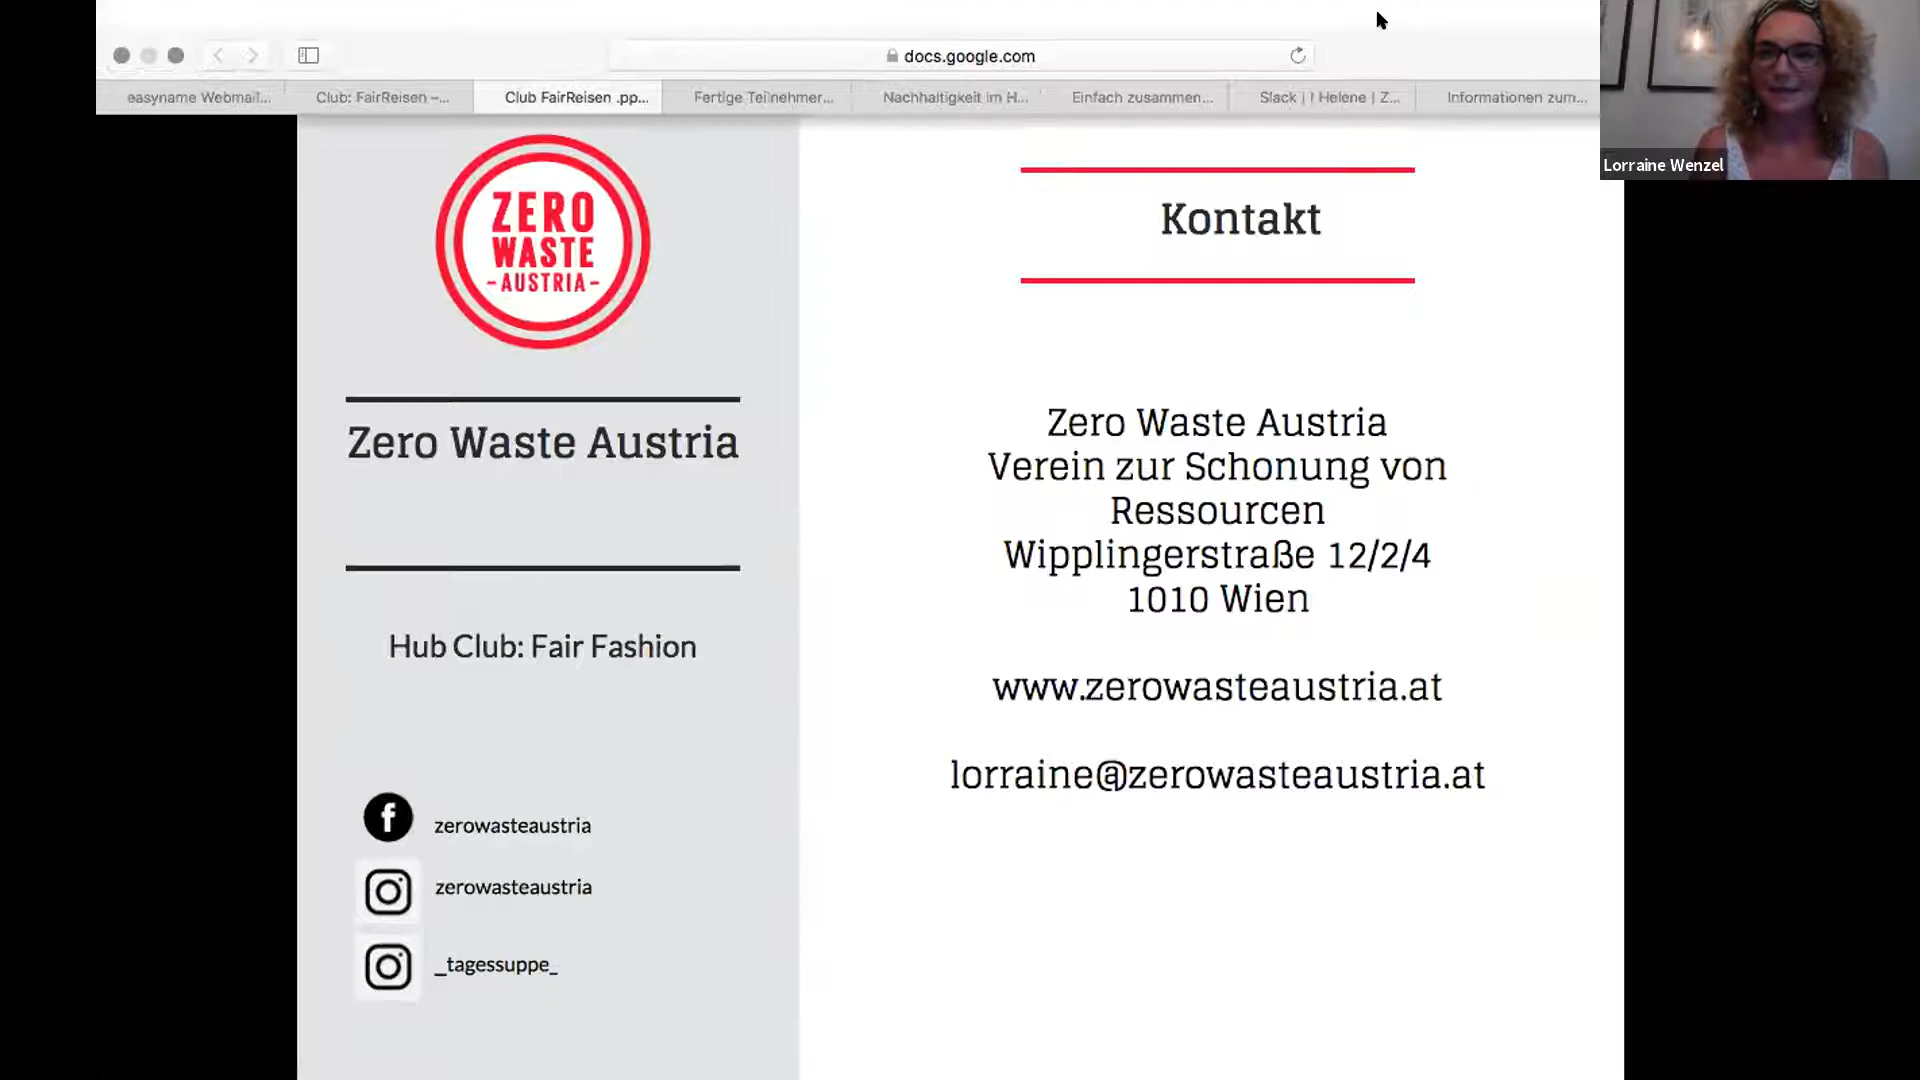 docs.google.com
easyname Webmail...
Club: FairReisen –...
Club FairReisen .pp...
Fertige Teilnehmer...
Nachhaltigkeit im H...
Einfach zusammen...
Slack | ! Helene | Z...
Informationen zum...
Lorraine Wenzel
ZERO
WASTE
-AUSTRIA-
Zero Waste Austria
Hub Club: Fair Fashion
zerowasteaustria
zerowasteaustria
_tagessuppe_
Kontakt
Zero Waste Austria
Verein zur Schonung von
Ressourcen
Wipplingerstraße 12/2/4
1010 Wien
www.zerowasteaustria.at
lorraine@zerowasteaustria.at